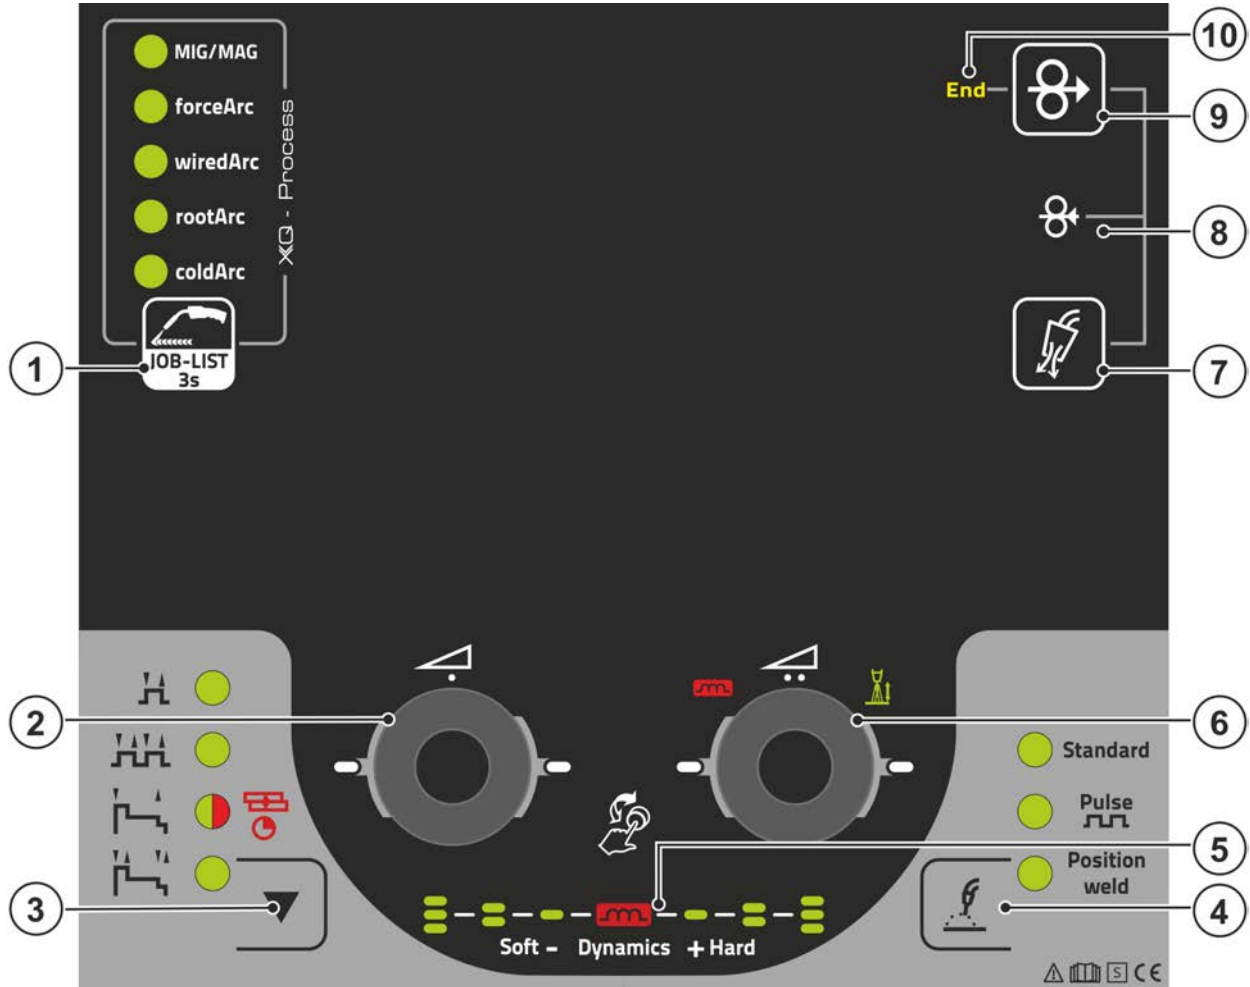 MIG/MAG
forceArc
wiredArc
rootArc
coldArc
XQ - Process
JOB-LIST
3s
1
10
End
9
8
7
2
6
Standard
Pulse
Position
weld
5
3
4
Soft - Dynamics + Hard
S CE